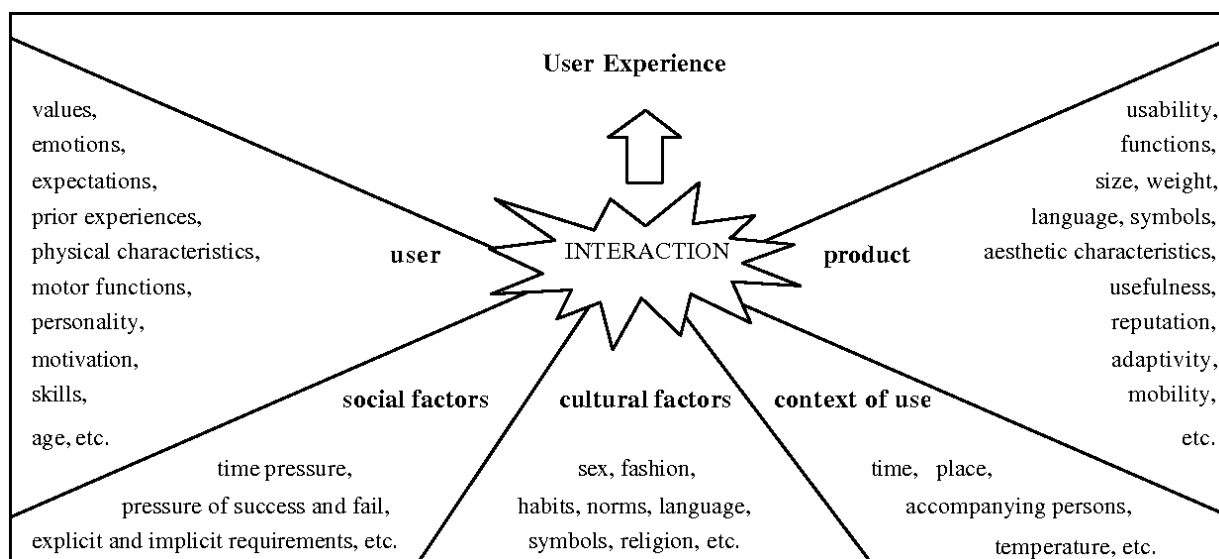 User Experience
values,
emotions,
expectations,
prior experiences,
physical characteristics,
motor functions,
personality,
motivation,
skills,
age, etc.
user
INTERACTION
product
usability,
functions,
size, weight,
language, symbols,
aesthetic characteristics,
usefulness,
reputation,
adaptivity,
mobility,
etc.
social factors
time pressure,
pressure of success and fail,
explicit and implicit requirements, etc.
cultural factors
sex, fashion,
habits, norms, language,
symbols, religion, etc.
context of use
time, place,
accompanying persons,
temperature, etc.